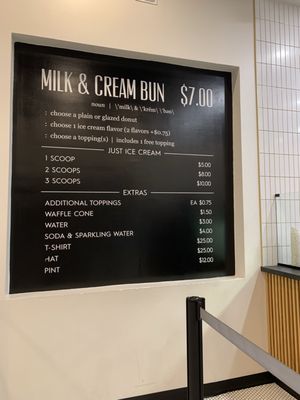 MILK & CREAM BUN $7.00
noun | \'milk\ & \'krēm\ \'bən\
: choose a plain or glazed donut
: choose 1 ice cream flavor (2 flavors +$0.75)
: choose a topping(s) | includes 1 free topping
JUST ICE CREAM
1 SCOOP $5.00
2 SCOOPS $8.00
3 SCOOPS $10.00
EXTRAS
ADDITIONAL TOPPINGS EA $0.75
WAFFLE CONE $1.50
WATER $3.00
SODA & SPARKLING WATER $4.00
T-SHIRT $25.00
HAT $25.00
PINT $12.00